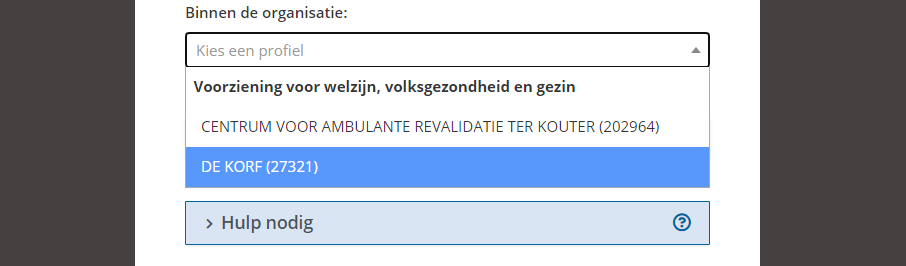 Binnen de organisatie:
Kies een profiel
Voorziening voor welzijn, volksgezondheid en gezin
CENTRUM VOOR AMBULANTE REVALIDATIE TER KOUTER (202964)
DE KORF (27321)
Hulp nodig